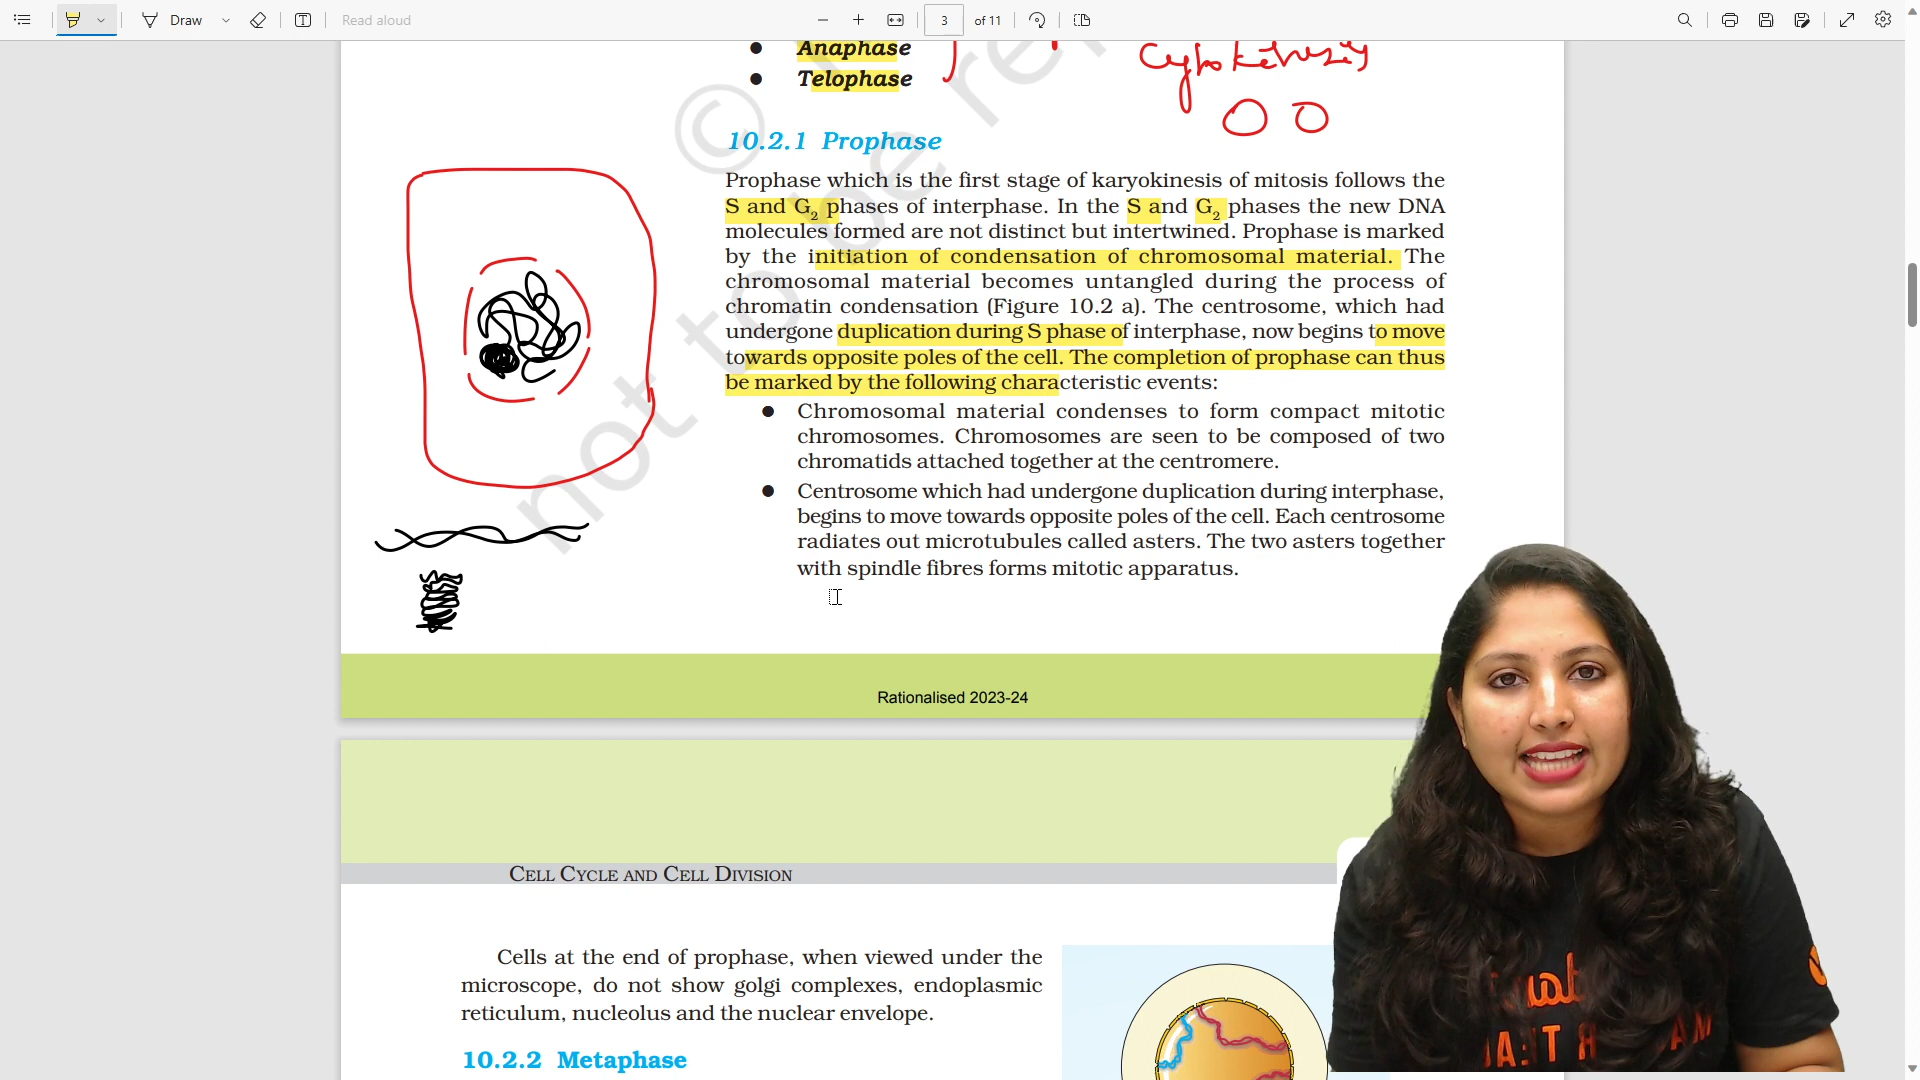 Draw
Read aloud
3 of 11
Anaphase
Telophase
Cytokinesis
10.2.1 Prophase
Prophase which is the first stage of karyokinesis of mitosis follows the
S and G2 phases of interphase. In the S and G2 phases the new DNA
molecules formed are not distinct but intertwined. Prophase is marked
by the initiation of condensation of chromosomal material. The
chromosomal material becomes untangled during the process of
chromatin condensation (Figure 10.2 a). The centrosome, which had
undergone duplication during S phase of interphase, now begins to move
towards opposite poles of the cell. The completion of prophase can thus
be marked by the following characteristic events:
● Chromosomal material condenses to form compact mitotic
chromosomes. Chromosomes are seen to be composed of two
chromatids attached together at the centromere.
● Centrosome which had undergone duplication during interphase,
begins to move towards opposite poles of the cell. Each centrosome
radiates out microtubules called asters. The two asters together
with spindle fibres forms mitotic apparatus.
not to be re
Rationalised 2023-24
CELL CYCLE AND CELL DIVISION
Cells at the end of prophase, when viewed under the
microscope, do not show golgi complexes, endoplasmic
reticulum, nucleolus and the nuclear envelope.
10.2.2 Metaphase